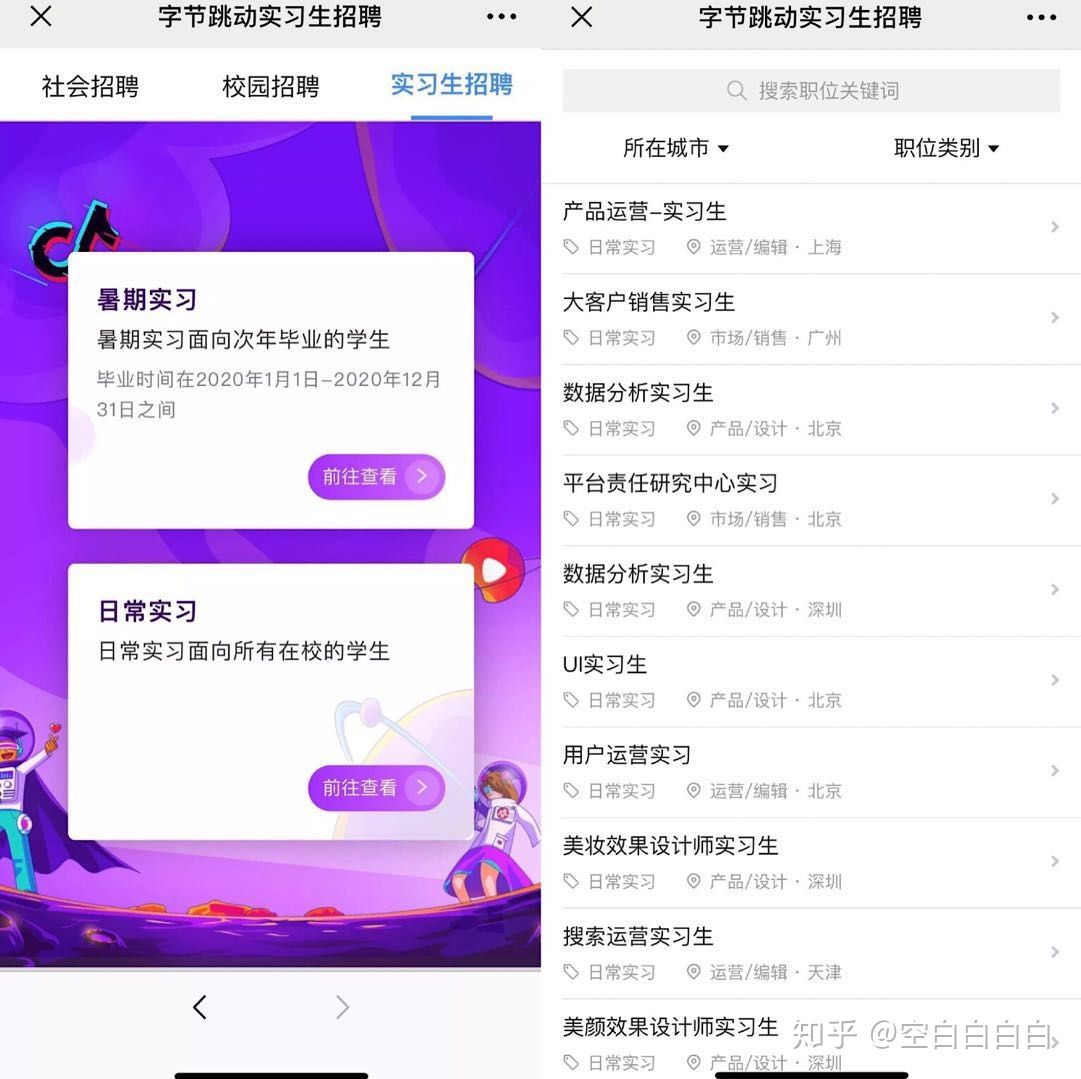 字节跳动实习生招聘
社会招聘
校园招聘
实习生招聘
暑期实习
暑期实习面向次年毕业的学生
毕业时间在2020年1月1日-2020年12月
31日之间
前往查看
日常实习
日常实习面向所有在校的学生
前往查看
字节跳动实习生招聘
搜索职位关键词
所在城市
职位类别
产品运营-实习生
日常实习 运营/编辑 · 上海
大客户销售实习生
日常实习 市场/销售 · 广州
数据分析实习生
日常实习 产品/设计 · 北京
平台责任研究中心实习
日常实习 市场/销售 · 北京
数据分析实习生
日常实习 产品/设计 · 深圳
UI实习生
日常实习 产品/设计 · 北京
用户运营实习
日常实习 运营/编辑 · 北京
美妆效果设计师实习生
日常实习 产品/设计 · 深圳
搜索运营实习生
日常实习 运营/编辑 · 天津
美颜效果设计师实习生
日常实习 产品/设计 · 深圳
知乎 @空白白白白